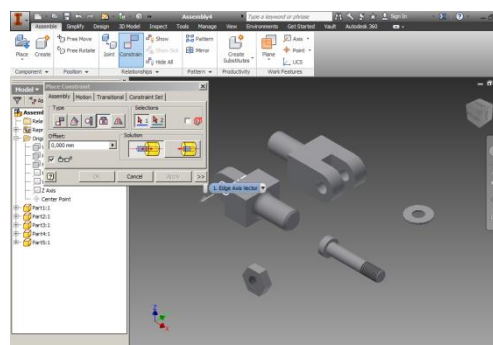 Assembly4
Type a keyword or phrase
Sign In
Assemble Simplify Design 3D Model Inspect Tools Manage View Environments Get Started Vault Autodesk 360
Place Create
Free Move
Free Rotate
Joint Constrain
Show
Show Sick
Hide All
Pattern
Mirror
Create Substitutes
Plane
Axis
Point
UCS
Component Position Relationships Pattern Productivity Work Features
Model
Place Constraint
Assembly Motion Transitional Constraint Set
Type Selections
1 2
Offset: Solution
0,000 mm
OK Cancel Apply >>
1. Edge Axis Vector
Z Axis
Center Point
Part1:1
Part2:1
Part3:1
Part4:1
Part5:1
Z